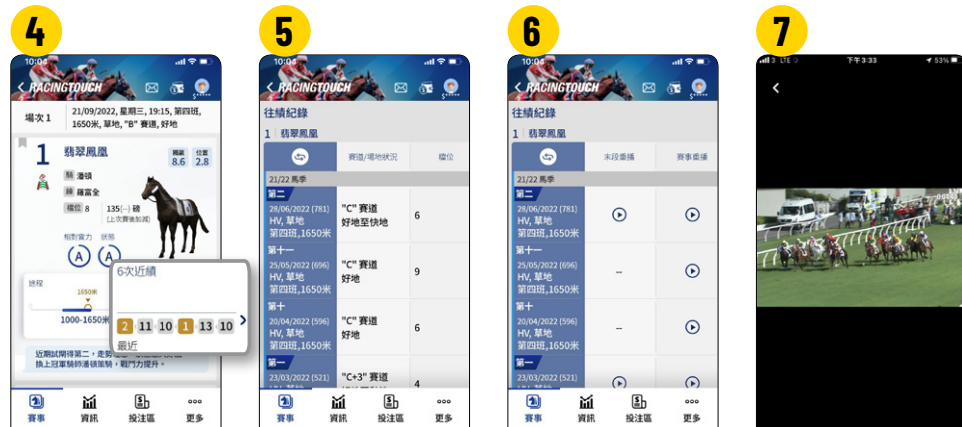 4
10:04
RACINGTOUCH
場次 1
21/09/2022, 星期三, 19:15, 第四班,
1650米, 草地, "B" 賽道, 好地
1
翡翠鳳凰
獨贏 位置
8.6 2.8
騎 潘頓
練 羅富全
檔位 8
135(--) 磅
(上次賽後加減)
相對實力 狀態
A A
途程
1650米
1000-1650米
6次近績
2 11 10 1 13 10
最近
近期試閘得第二，走勢
換上冠軍騎師潘頓策騎，戰鬥力提升。
賽事 資訊 投注區 更多
5
10:04
RACINGTOUCH
往績紀錄
1 翡翠鳳凰
賽道/場地狀況 檔位
21/22 馬季
第二
28/06/2022 (781)
HV, 草地
第四班,1650米
"C" 賽道
好地至快地
6
第十一
25/05/2022 (696)
HV, 草地
第四班,1650米
"C" 賽道
好地
9
第十
20/04/2022 (596)
HV, 草地
第四班,1650米
"C" 賽道
好地
6
第一
23/03/2022 (521)
"C+3" 賽道
4
賽事 資訊 投注區 更多
6
10:04
RACINGTOUCH
往績紀錄
1 翡翠鳳凰
末段重播 賽事重播
21/22 馬季
第二
28/06/2022 (781)
HV, 草地
第四班,1650米
第十一
25/05/2022 (696)
HV, 草地
第四班,1650米
--
第十
20/04/2022 (596)
HV, 草地
第四班,1650米
--
第一
23/03/2022 (521)
賽事 資訊 投注區 更多
7
3 LTE
下午3:33
53%